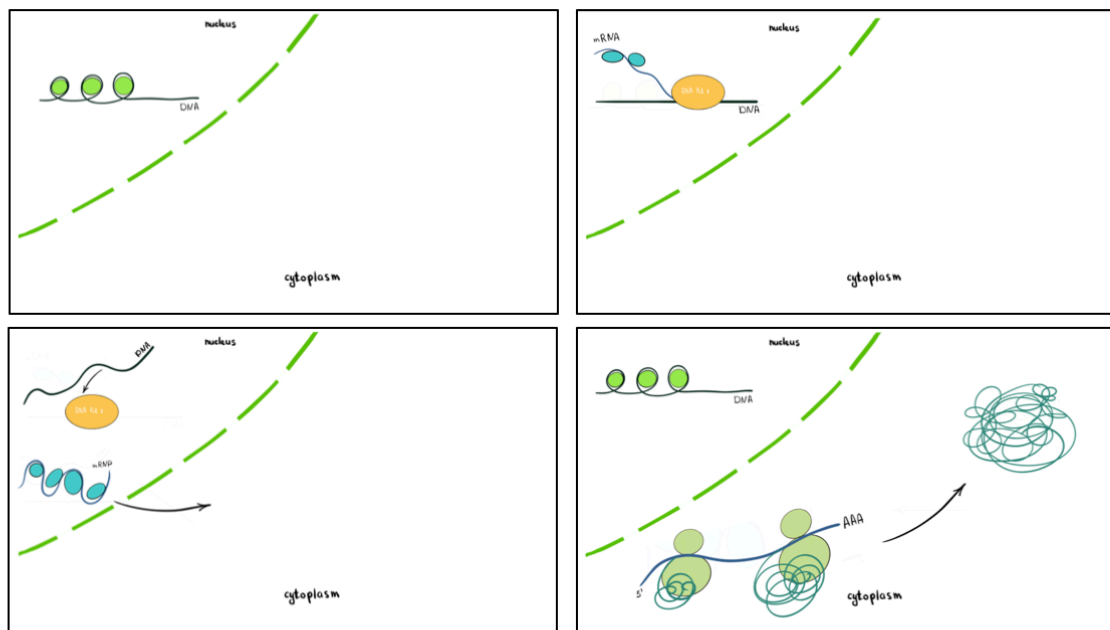 nucleus
DNA
cytoplasm
nucleus
mRNA
DNA
cytoplasm
nucleus
DNA
mRNP
cytoplasm
nucleus
DNA
AAA
5'
cytoplasm